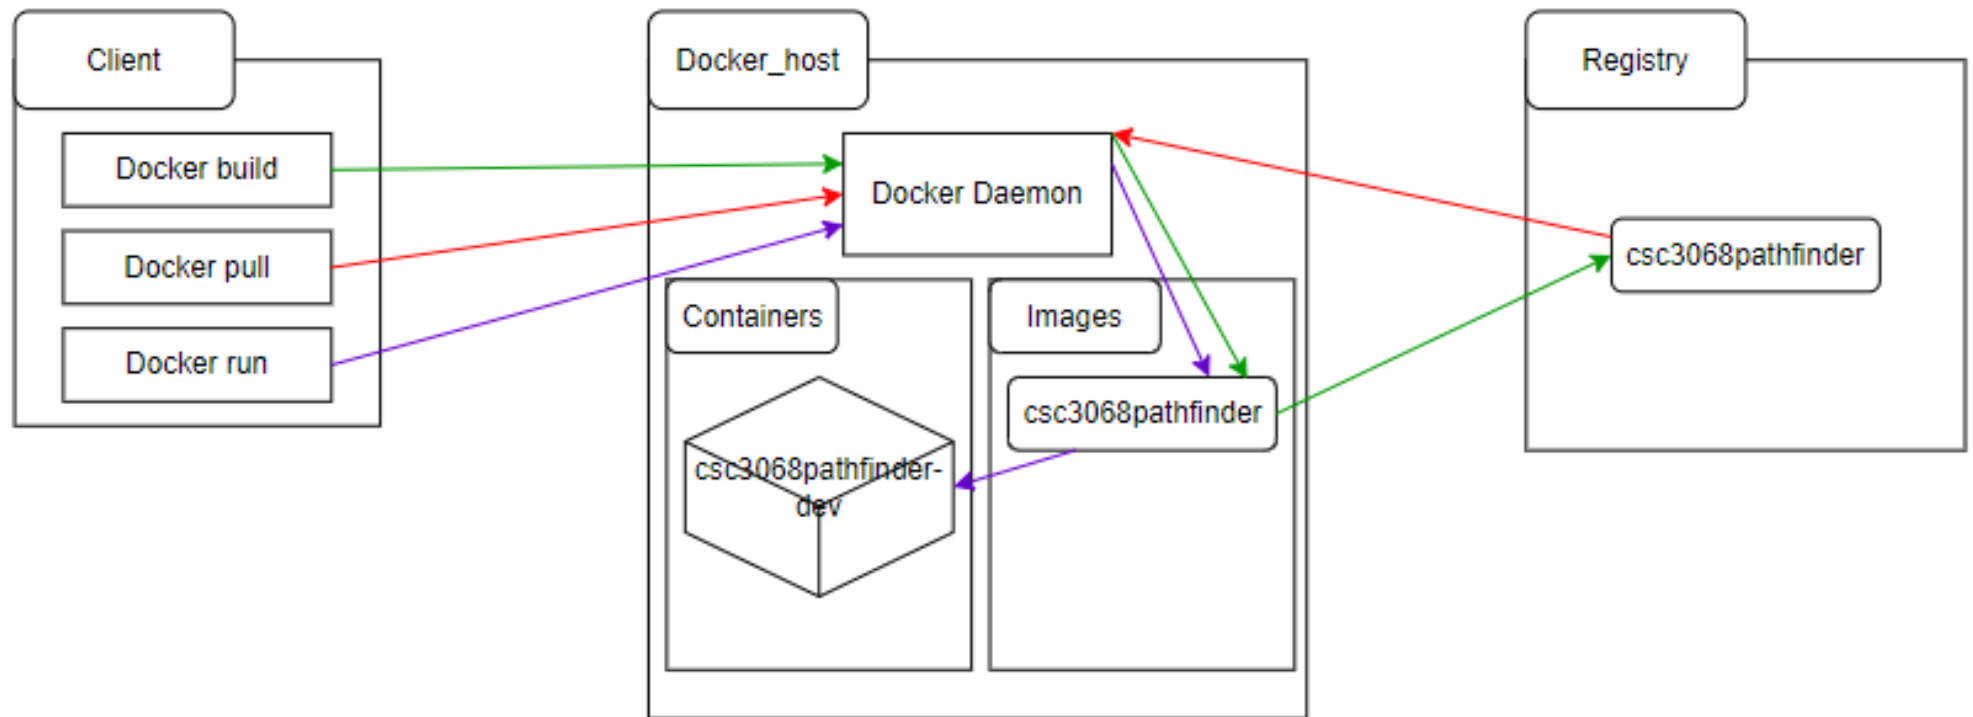 Client
Docker build
Docker pull
Docker run
Docker_host
Docker Daemon
Containers
csc3068pathfinder-
dev
Images
csc3068pathfinder
Registry
csc3068pathfinder